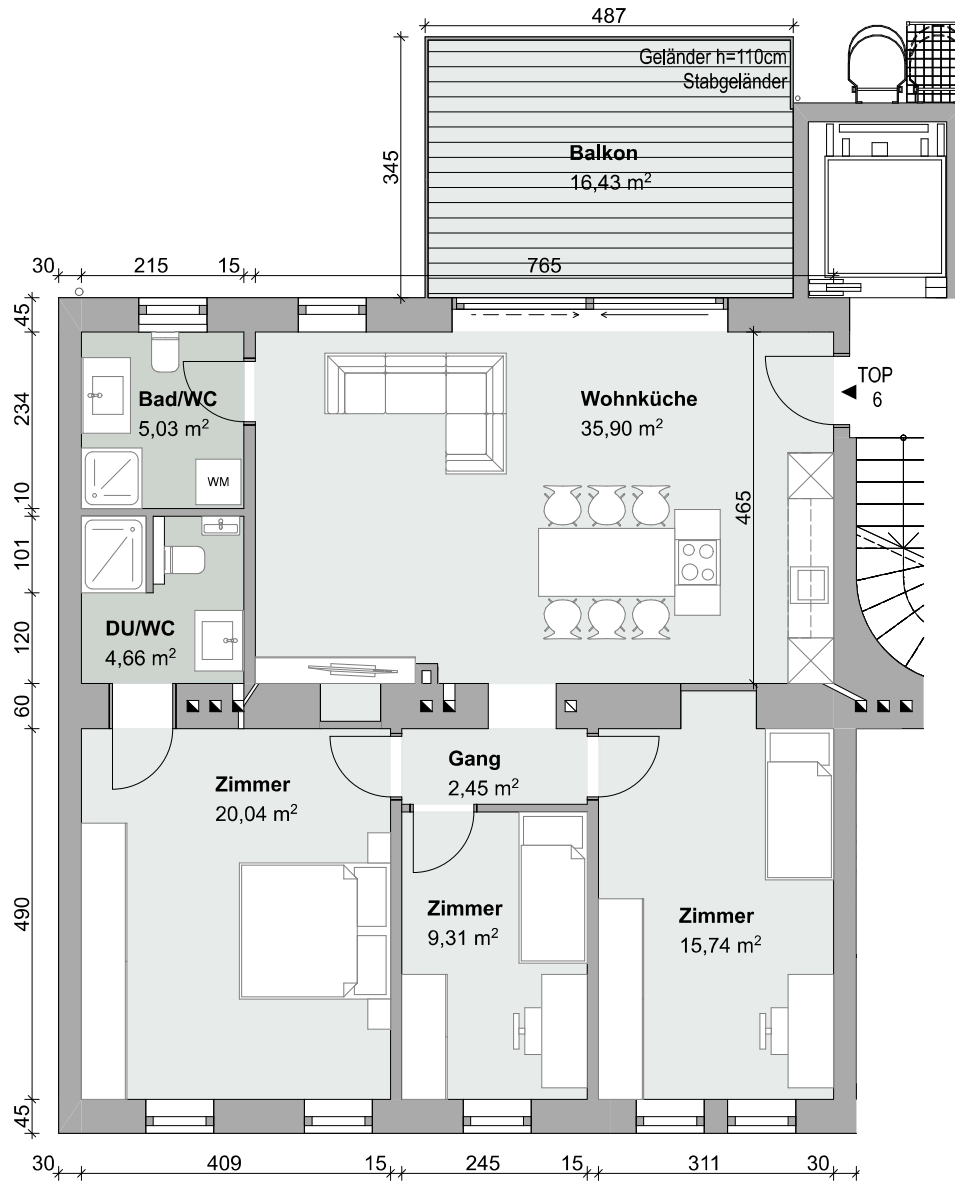 487
Geländer h=110cm
Stabgeländer
345
Balkon
16,43 m²
30 215 15 765
45
234
10
101
120
60
490
45
Bad/WC
5,03 m²
WM
Wohnküche
35,90 m²
TOP
6
465
DU/WC
4,66 m²
Gang
2,45 m²
Zimmer
20,04 m²
Zimmer
9,31 m²
Zimmer
15,74 m²
30 409 15 245 15 311 30